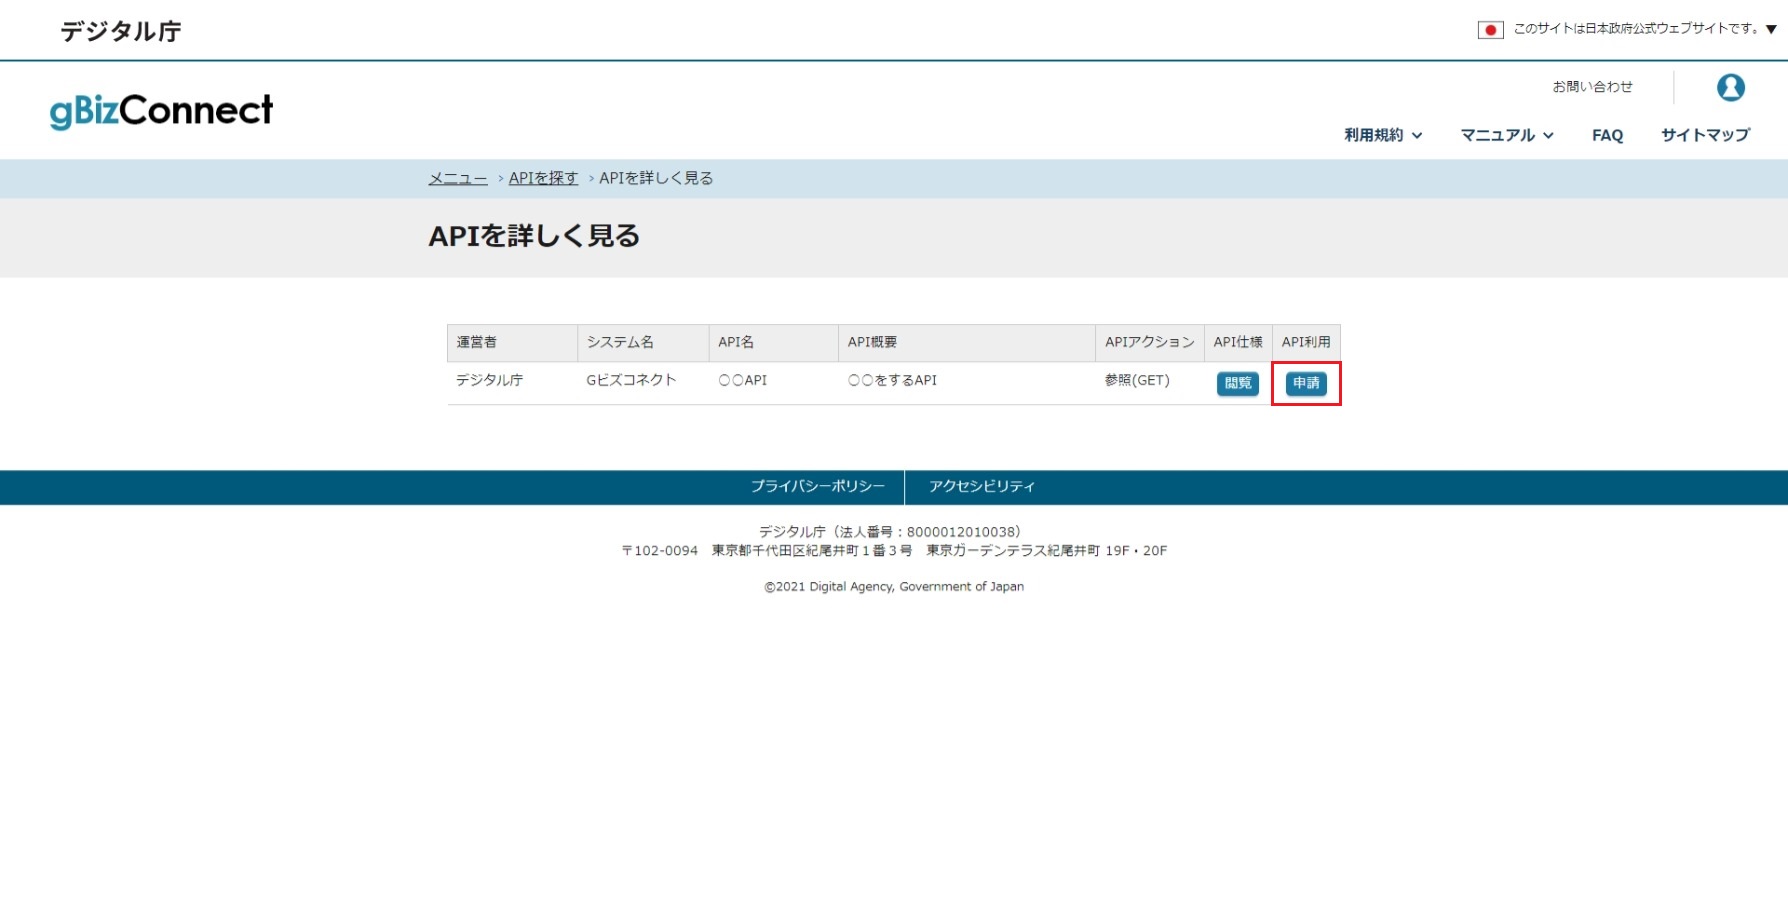 デジタル庁
このサイトは日本政府公式ウェブサイトです。▼
gBizConnect
お問い合わせ
利用規約 マニュアル FAQ サイトマップ
メニュー › APIを探す › APIを詳しく見る
APIを詳しく見る
運営者 システム名 API名 API概要 APIアクション API仕様 API利用
デジタル庁 Gビズコネクト 〇〇API 〇〇をするAPI 参照(GET) 閲覧 申請
プライバシーポリシー アクセシビリティ
デジタル庁（法人番号：8000012010038）
〒102-0094　東京都千代田区紀尾井町１番３号　東京ガーデンテラス紀尾井町 19F・20F
©2021 Digital Agency, Government of Japan